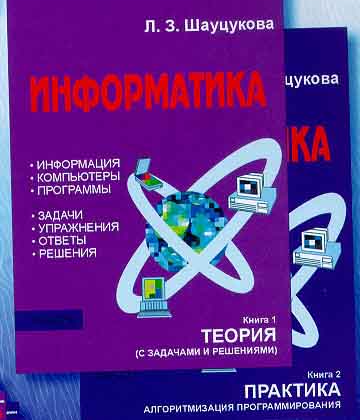 Л. З. Шауцукова
ИНФОРМАТИКА
• ИНФОРМАЦИЯ
• КОМПЬЮТЕРЫ
• ПРОГРАММЫ
• ЗАДАЧИ
• УПРАЖНЕНИЯ
• ОТВЕТЫ
• РЕШЕНИЯ
Книга 1
ТЕОРИЯ
(С ЗАДАЧАМИ И РЕШЕНИЯМИ)
цукова
КА
Книга 2
ПРАКТИКА
АЛГОРИТМИЗАЦИЯ ПРОГРАММИРОВАНИЯ